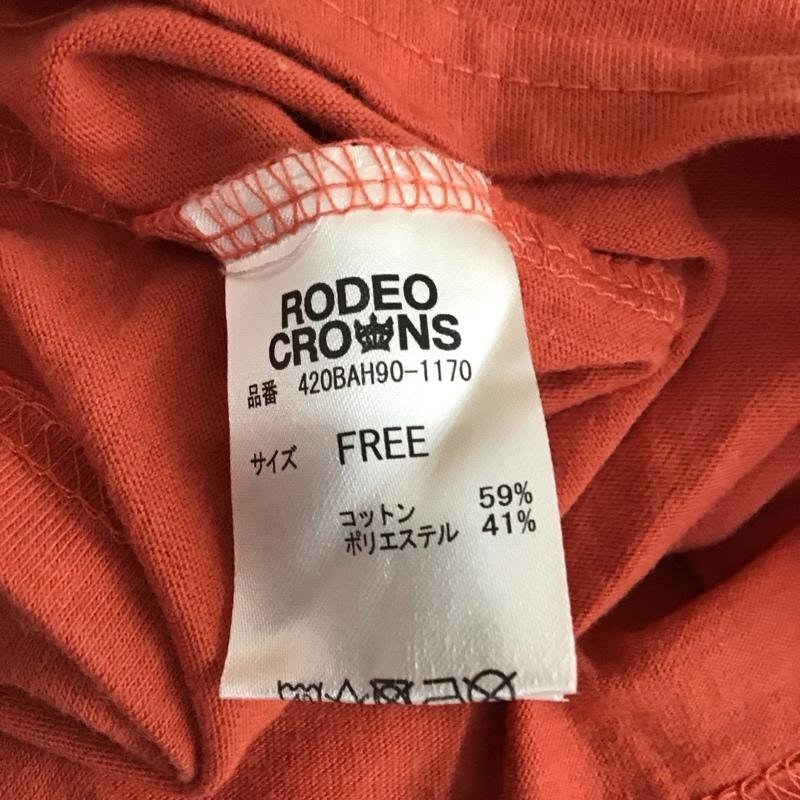 RODEO
CROWNS
品番 420BAH90-1170
サイズ FREE
コットン 59%
ポリエステル 41%